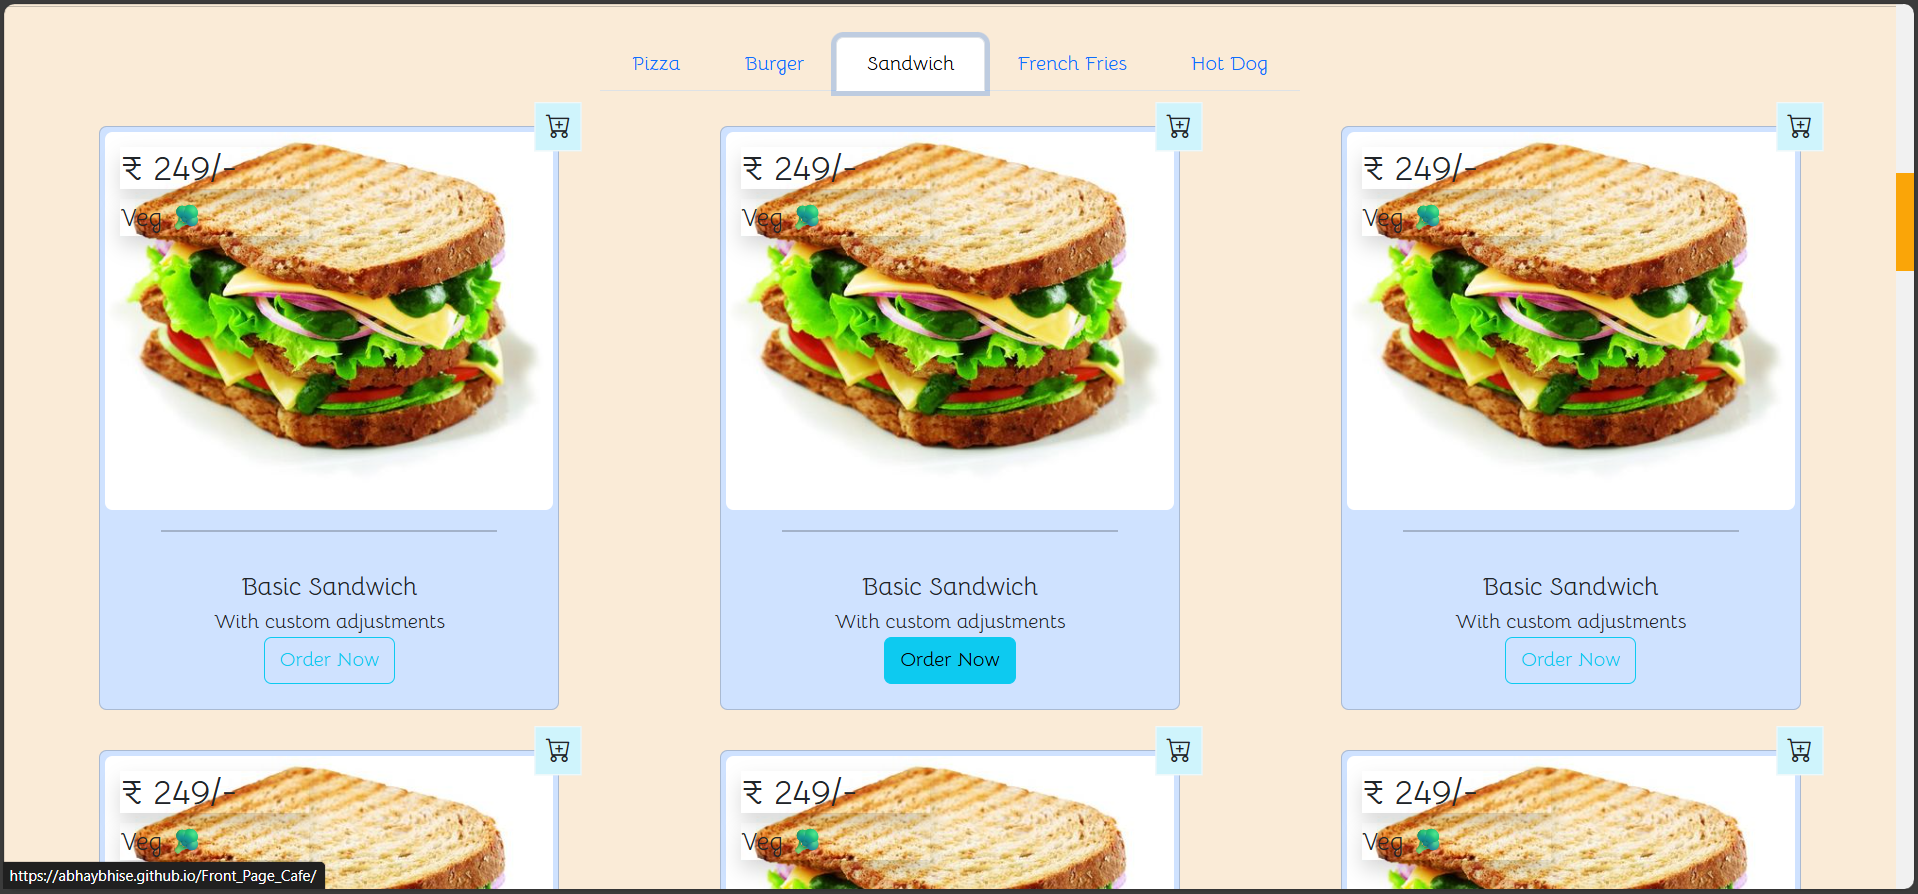 Pizza Burger Sandwich French Fries Hot Dog
₹ 249/- ₹ 249/- ₹ 249/-
Veg Veg Veg
Basic Sandwich Basic Sandwich Basic Sandwich
With custom adjustments With custom adjustments With custom adjustments
Order Now Order Now Order Now
₹ 249/- ₹ 249/- ₹ 249/-
Veg Veg Veg
https://abhaybhise.github.io/Front_Page_Cafe/